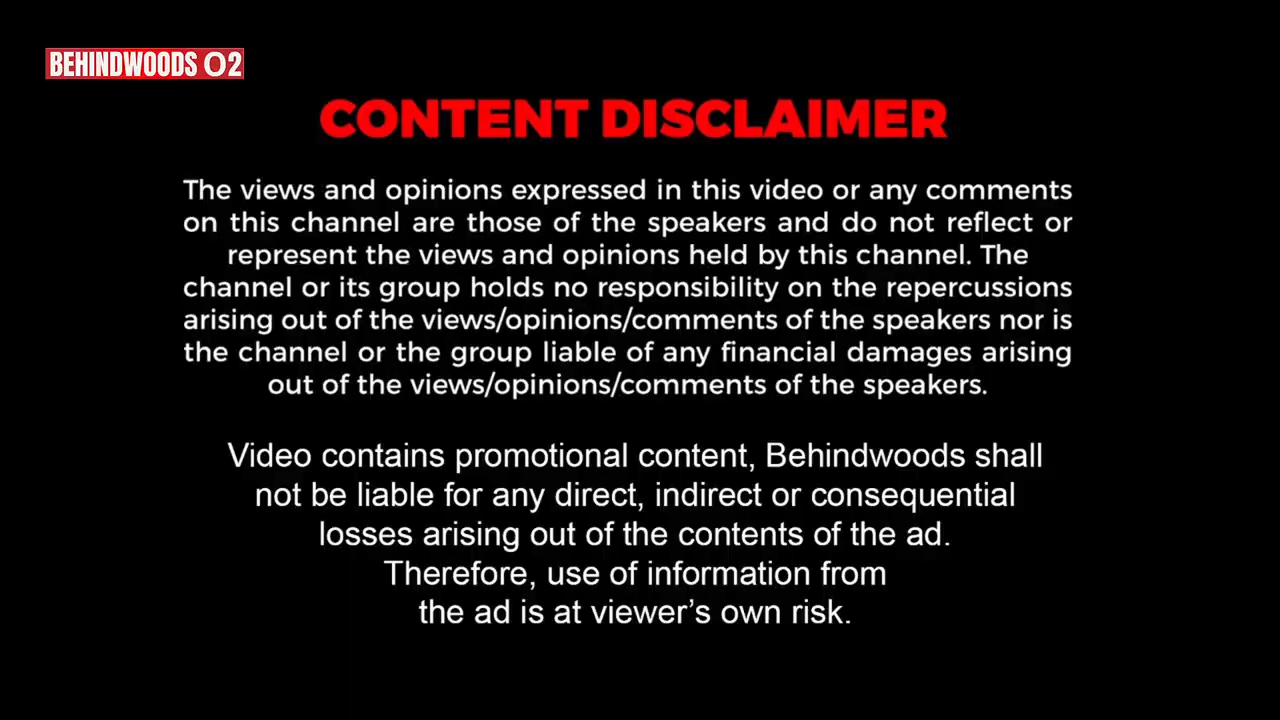 BEHINDWOODS O2
CONTENT DISCLAIMER
The views and opinions expressed in this video or any comments
on this channel are those of the speakers and do not reflect or
represent the views and opinions held by this channel. The
channel or its group holds no responsibility on the repercussions
arising out of the views/opinions/comments of the speakers nor is
the channel or the group liable of any financial damages arising
out of the views/opinions/comments of the speakers.
Video contains promotional content, Behindwoods shall
not be liable for any direct, indirect or consequential
losses arising out of the contents of the ad.
Therefore, use of information from
the ad is at viewer’s own risk.